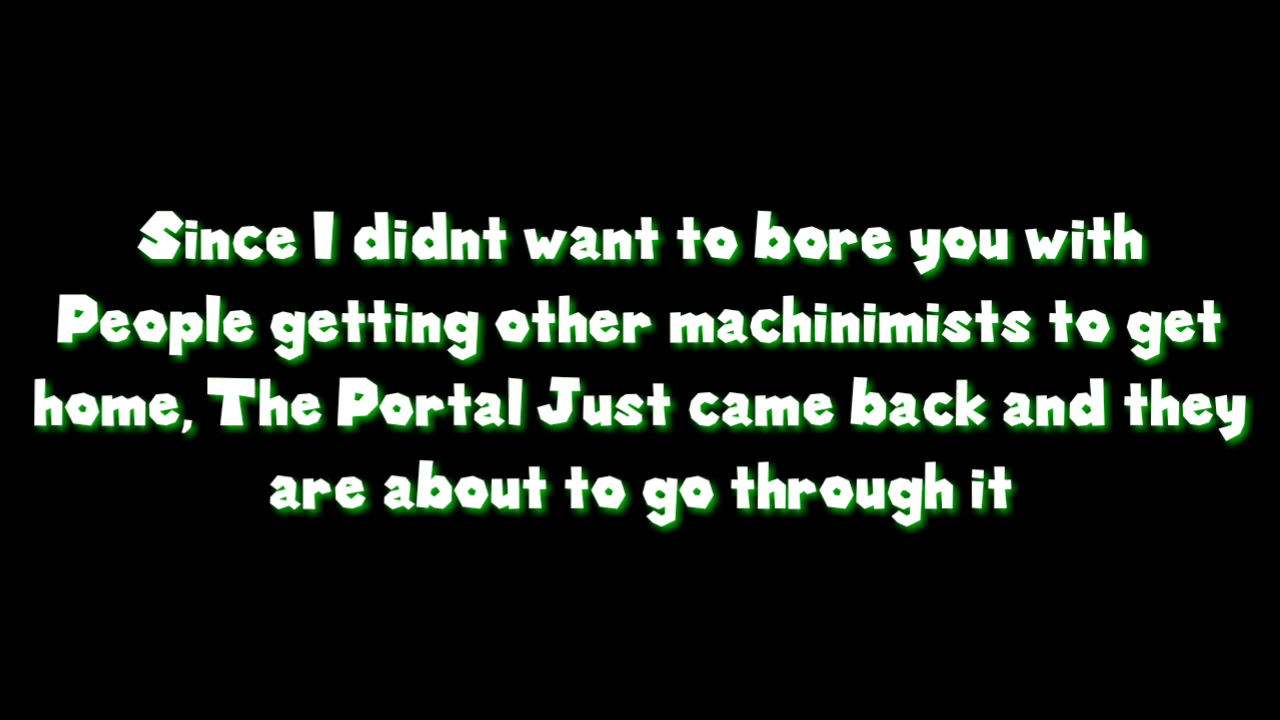 Since I didnt want to bore you with
People getting other machinimists to get
home, The Portal Just came back and they
are about to go through it